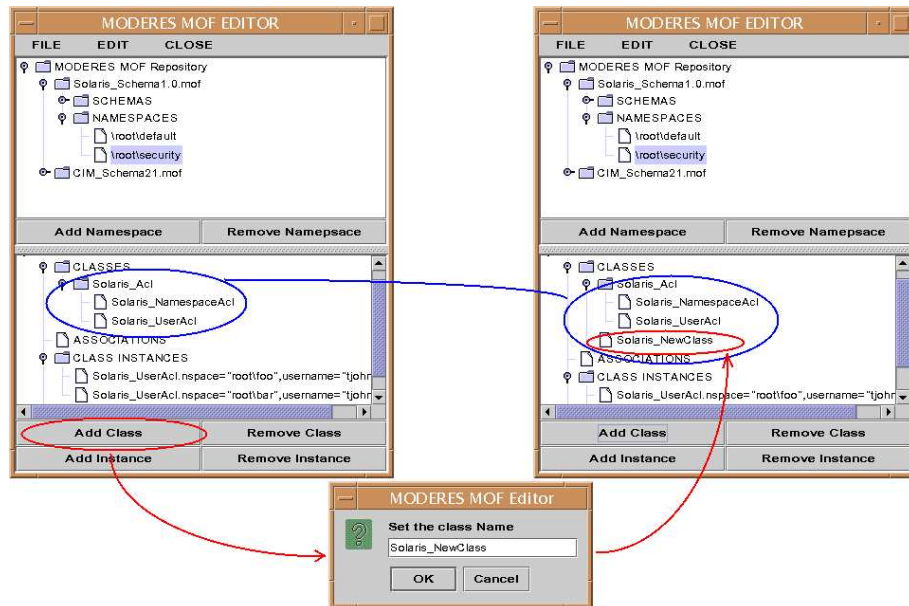 MODERES MOF EDITOR
FILE EDIT CLOSE
MODERES MOF Repository
Solaris_Schema1.0.mof
SCHEMAS
NAMESPACES
\root\default
\root\security
CIM_Schema21.mof
Add Namespace Remove Namepsace
CLASSES
Solaris_Acl
Solaris_NamespaceAcl
Solaris_UserAcl
ASSOCIATIONS
CLASS INSTANCES
Solaris_UserAcl.nspace="root\foo",username="tjohn
Solaris_UserAcl.nspace="root\bar",username="tjohn
Add Class Remove Class
Add Instance Remove Instance
MODERES MOF EDITOR
FILE EDIT CLOSE
MODERES MOF Repository
Solaris_Schema1.0.mof
SCHEMAS
NAMESPACES
\root\default
\root\security
CIM_Schema21.mof
Add Namespace Remove Namepsace
CLASSES
Solaris_Acl
Solaris_NamespaceAcl
Solaris_UserAcl
Solaris_NewClass
ASSOCIATIONS
CLASS INSTANCES
Solaris_UserAcl.nspace="root\foo",username="tjohr
Add Class Remove Class
Add Instance Remove Instance
MODERES MOF Editor
Set the class Name
Solaris_NewClass
OK Cancel